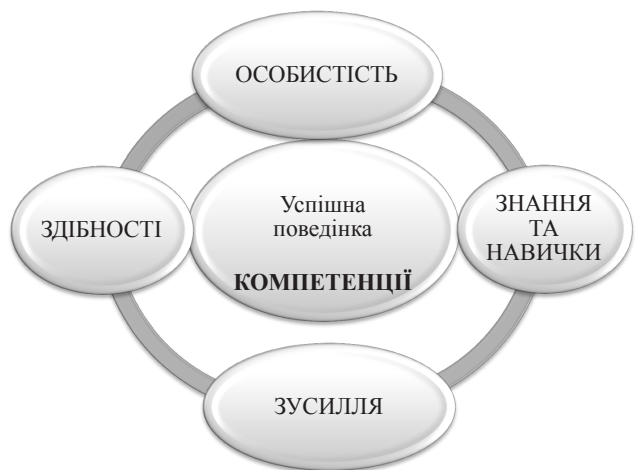 ОСОБИСТІСТЬ
ЗДІБНОСТІ
Успішна
поведінка
КОМПЕТЕНЦІЇ
ЗНАННЯ
ТА
НАВИЧКИ
ЗУСИЛЛЯ